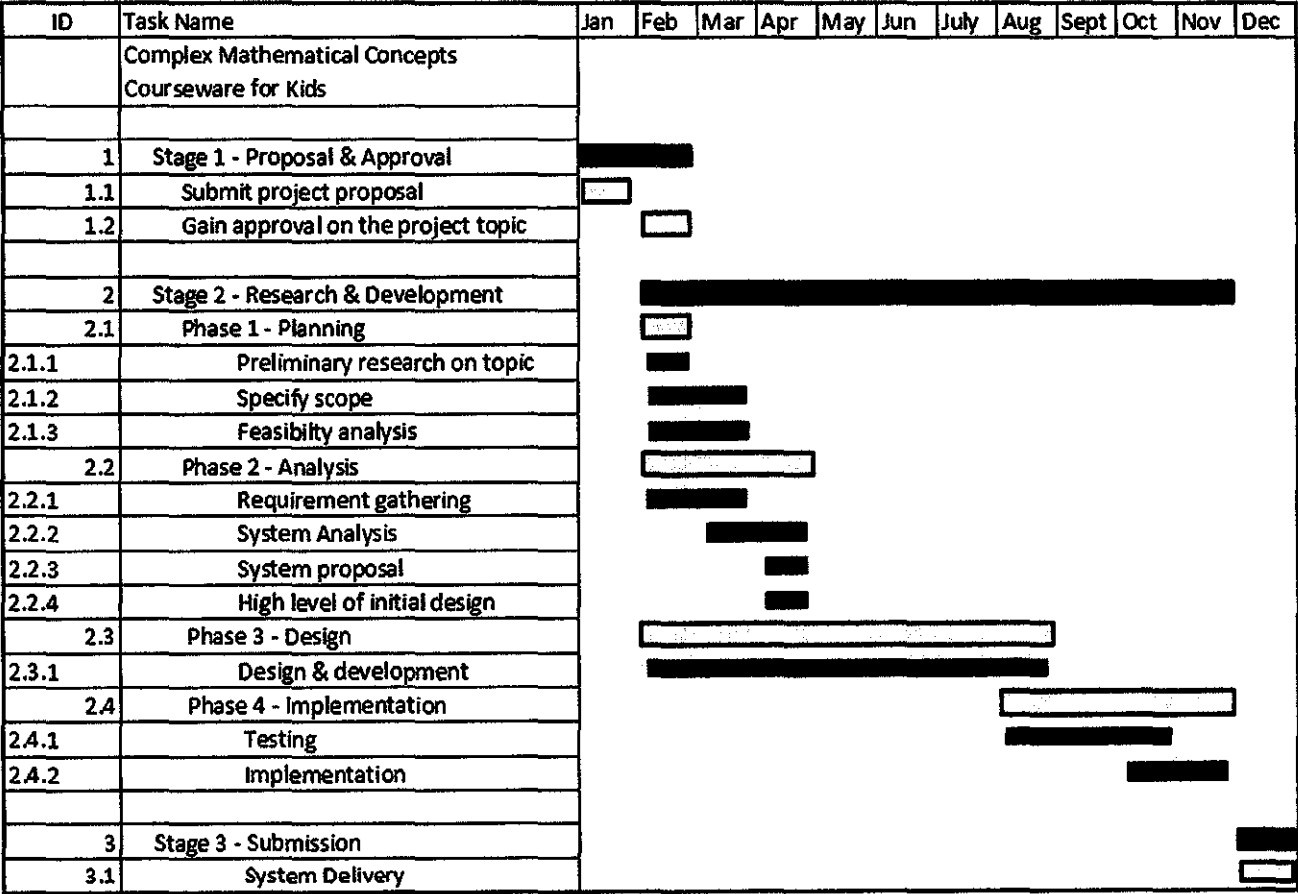 ID Task Name Jan Feb Mar Apr May Jun July Aug Sept Oct Nov Dec
Complex Mathematical Concepts
Courseware for Kids
1 Stage 1 - Proposal & Approval
1.1 Submit project proposal
1.2 Gain approval on the project topic
2 Stage 2 - Research & Development
2.1 Phase 1 - Planning
2.1.1 Preliminary research on topic
2.1.2 Specify scope
2.1.3 Feasibilty analysis
2.2 Phase 2 - Analysis
2.2.1 Requirement gathering
2.2.2 System Analysis
2.2.3 System proposal
2.2.4 High level of initial design
2.3 Phase 3 - Design
2.3.1 Design & development
2.4 Phase 4 - Implementation
2.4.1 Testing
2.4.2 Implementation
3 Stage 3 - Submission
3.1 System Delivery